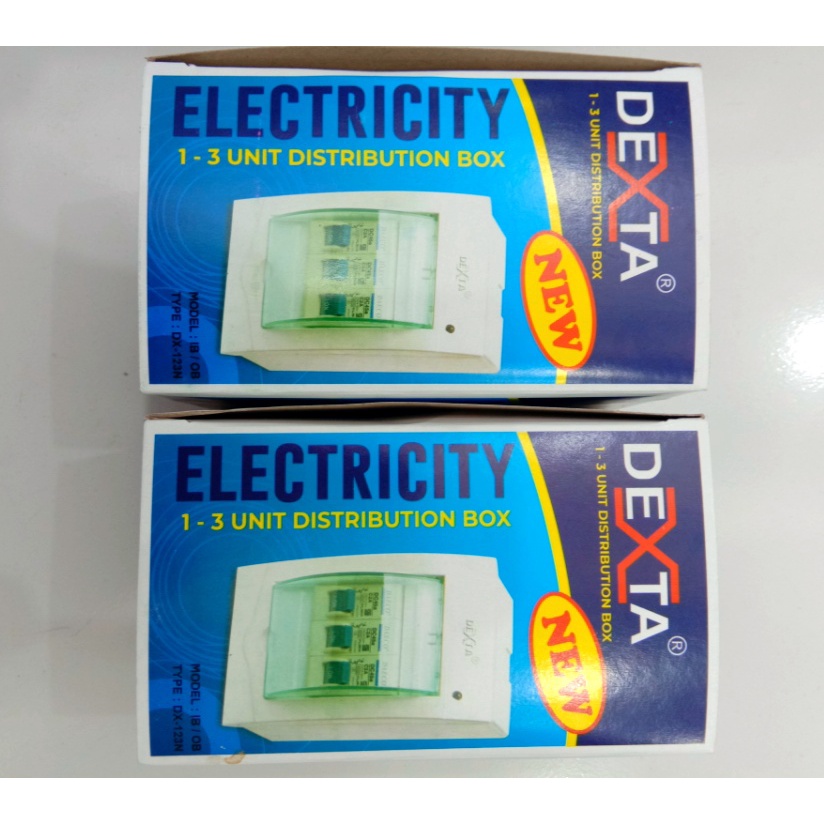 ELECTRICITY
1 - 3 UNIT DISTRIBUTION BOX
DEXTA®
1 - 3 UNIT DISTRIBUTION BOX
NEW
DEXTA
MODEL : IB / OB
TYPE : DX-123N
ELECTRICITY
1 - 3 UNIT DISTRIBUTION BOX
DEXTA®
1 - 3 UNIT DISTRIBUTION BOX
NEW
DEXTA
MODEL : IB / OB
TYPE : DX-123N